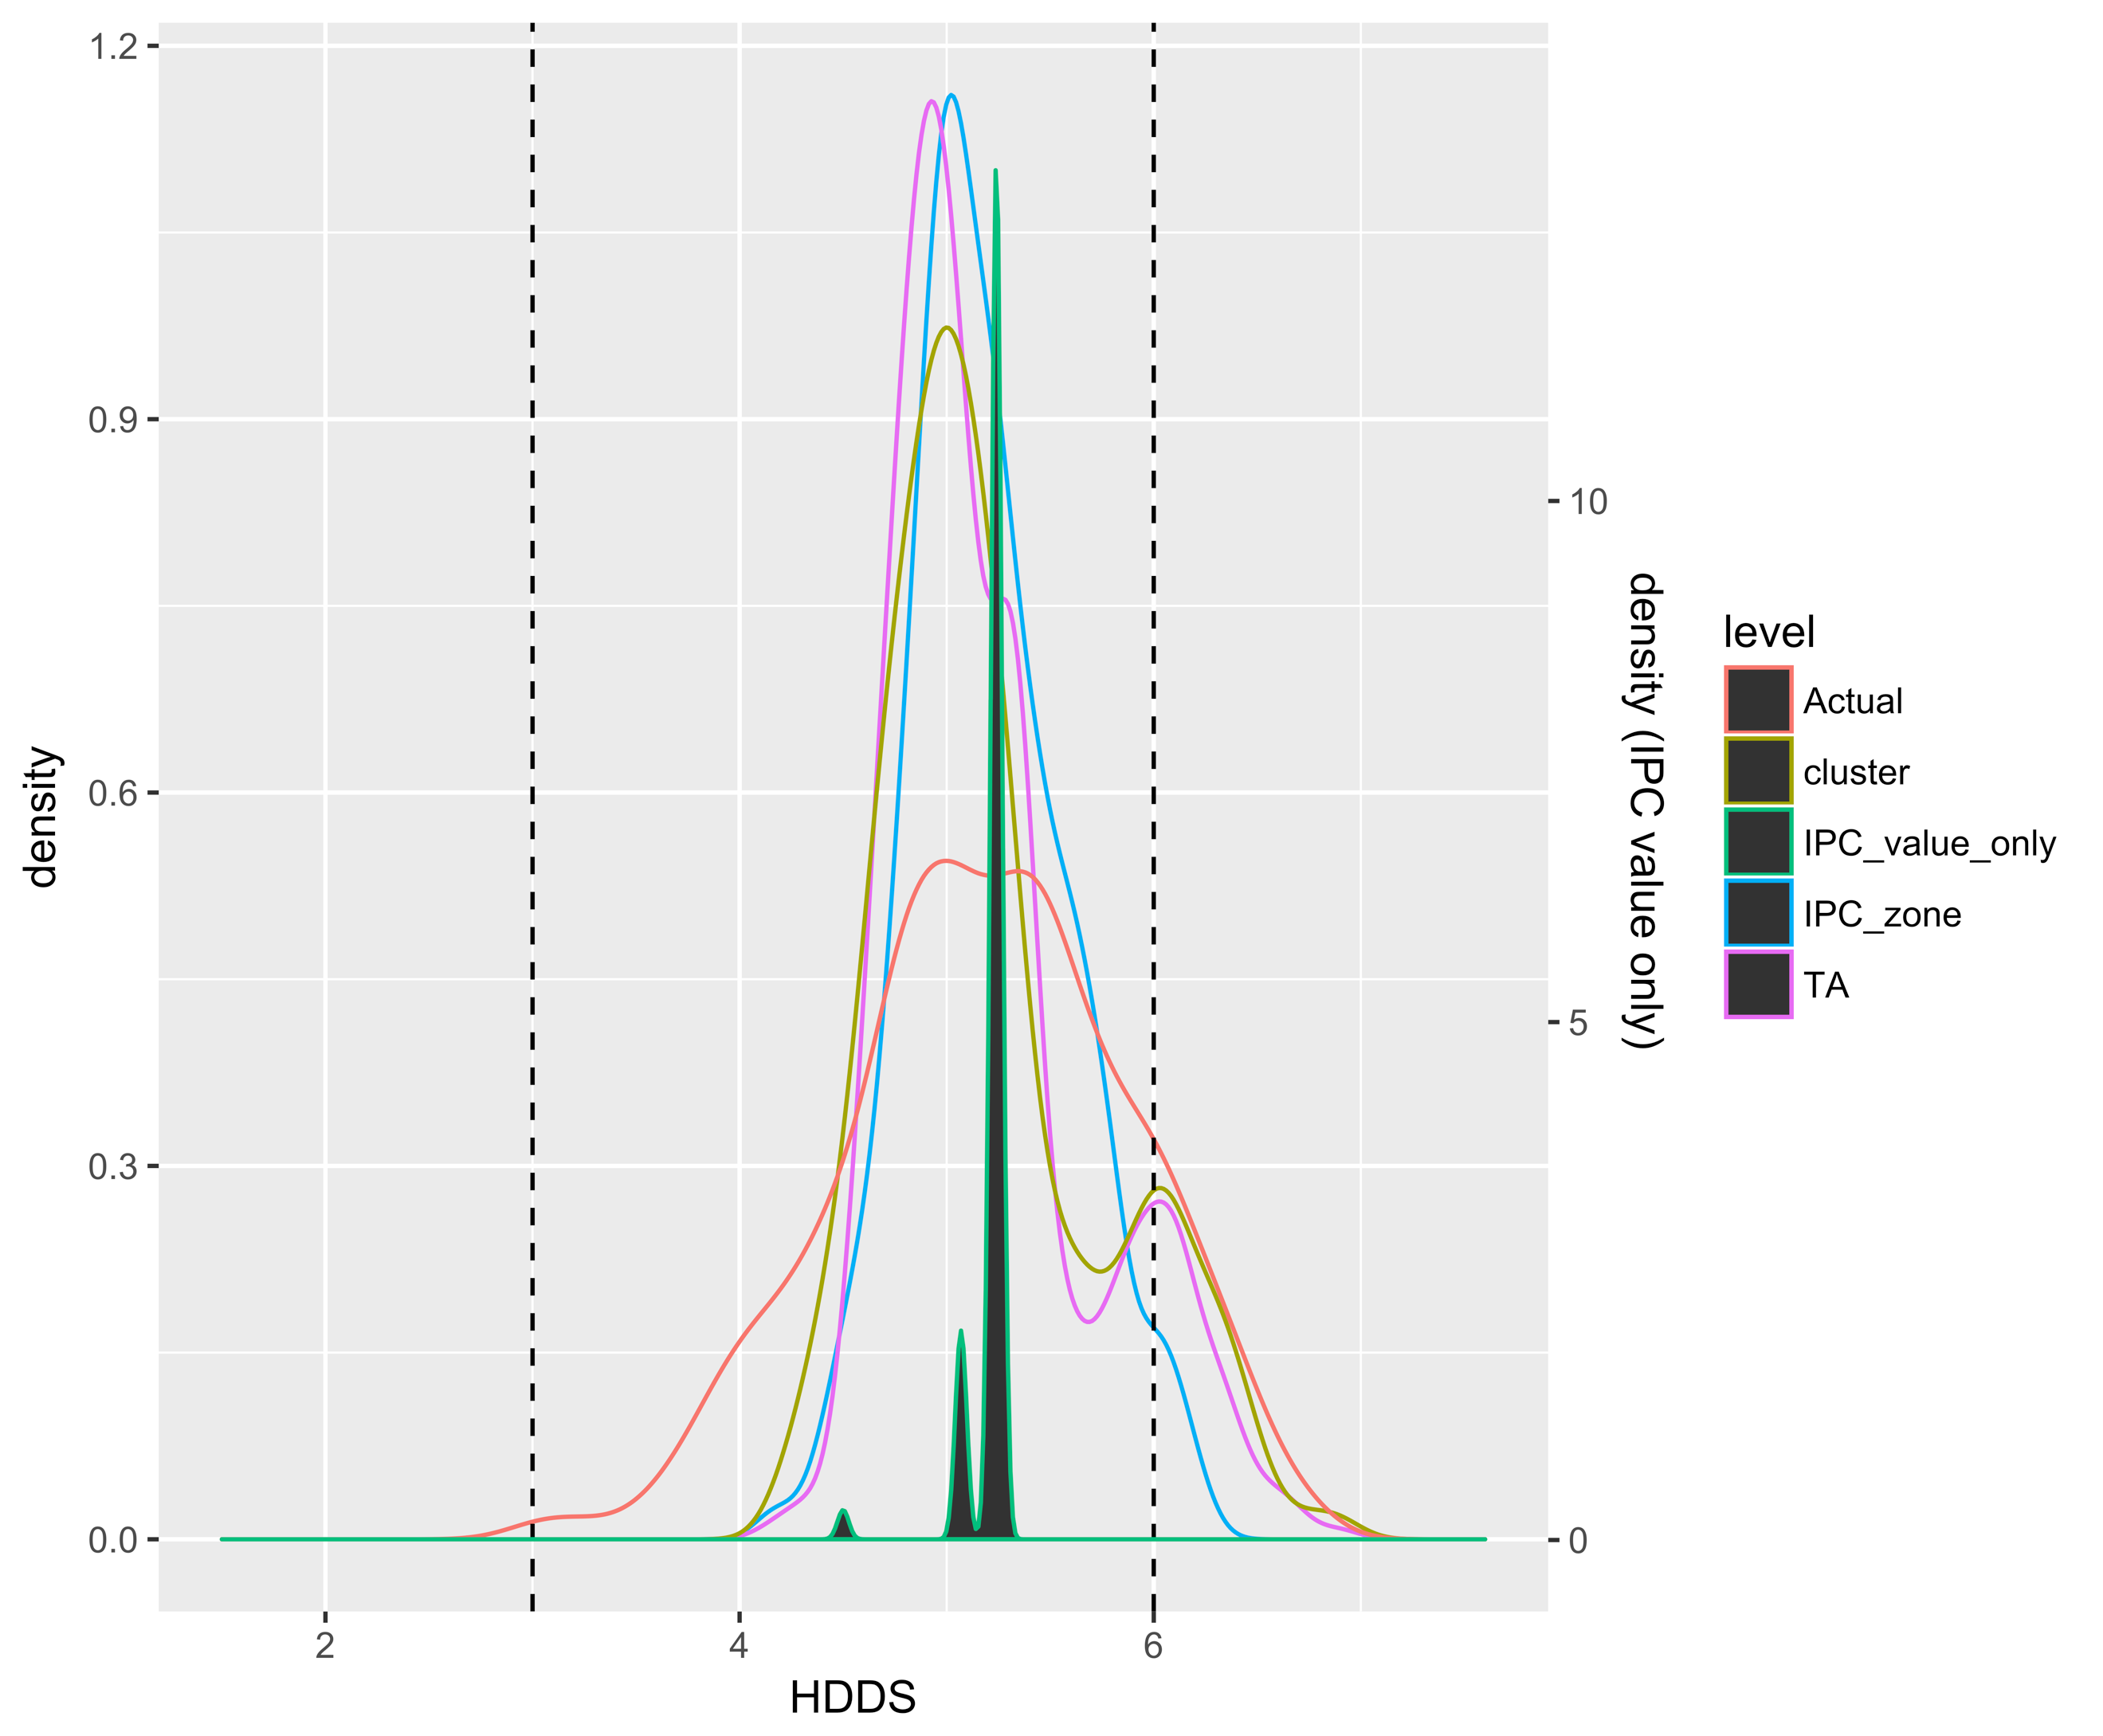 1.2
0.9
0.6
0.3
0.0
density
2
4
6
HDDS
10
5
0
density (IPC value only)
level
Actual
cluster
IPC_value_only
IPC_zone
TA